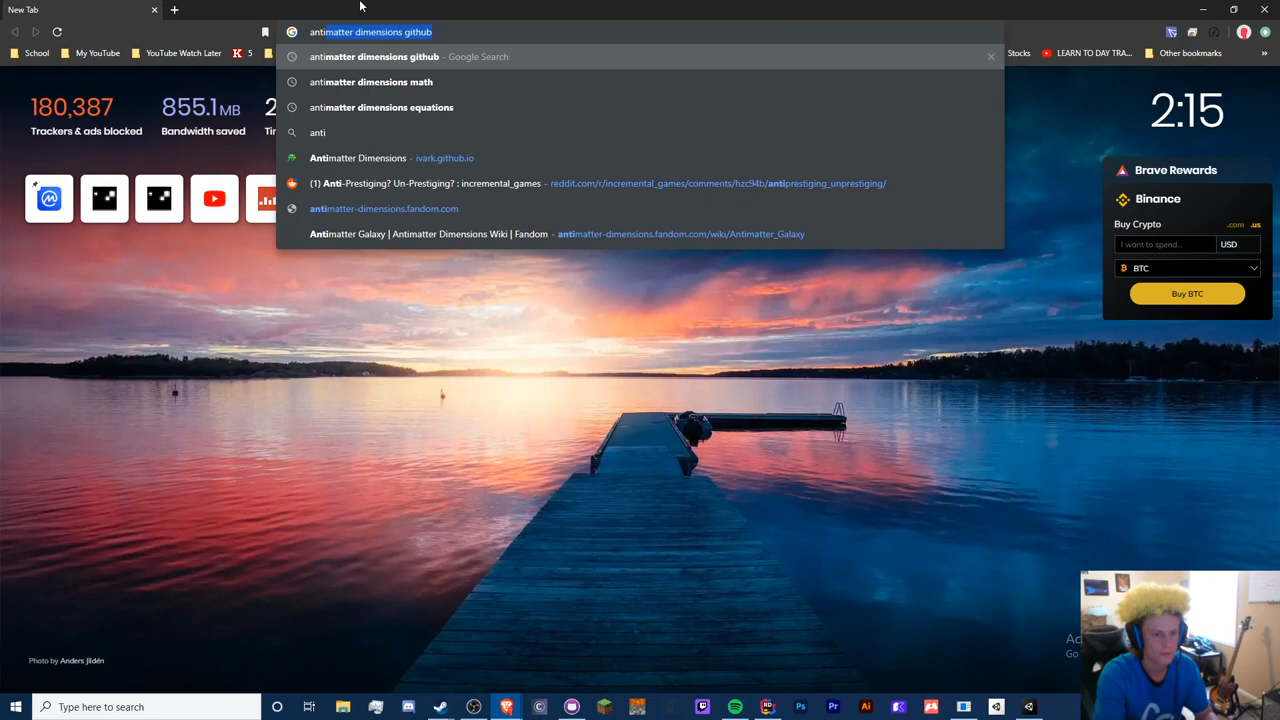 New Tab
antimatter dimensions github
School
My YouTube
YouTube Watch Later
5
Stocks
LEARN TO DAY TRA...
Other bookmarks
antimatter dimensions github - Google Search
antimatter dimensions math
antimatter dimensions equations
anti
Antimatter Dimensions - ivark.github.io
(1) Anti-Prestiging? Un-Prestiging? : incremental_games - reddit.com/r/incremental_games/comments/hzc94b/antiprestiging_unprestiging/
antimatter-dimensions.fandom.com
Antimatter Galaxy | Antimatter Dimensions Wiki | Fandom - antimatter-dimensions.fandom.com/wiki/Antimatter_Galaxy
180,387
Trackers & ads blocked
855.1MB
Bandwidth saved
2
2:15
Brave Rewards
Binance
Buy Crypto
.com .us
I want to spend...
USD
BTC
Buy BTC
Photo by Anders Jildén
Go
Type here to search